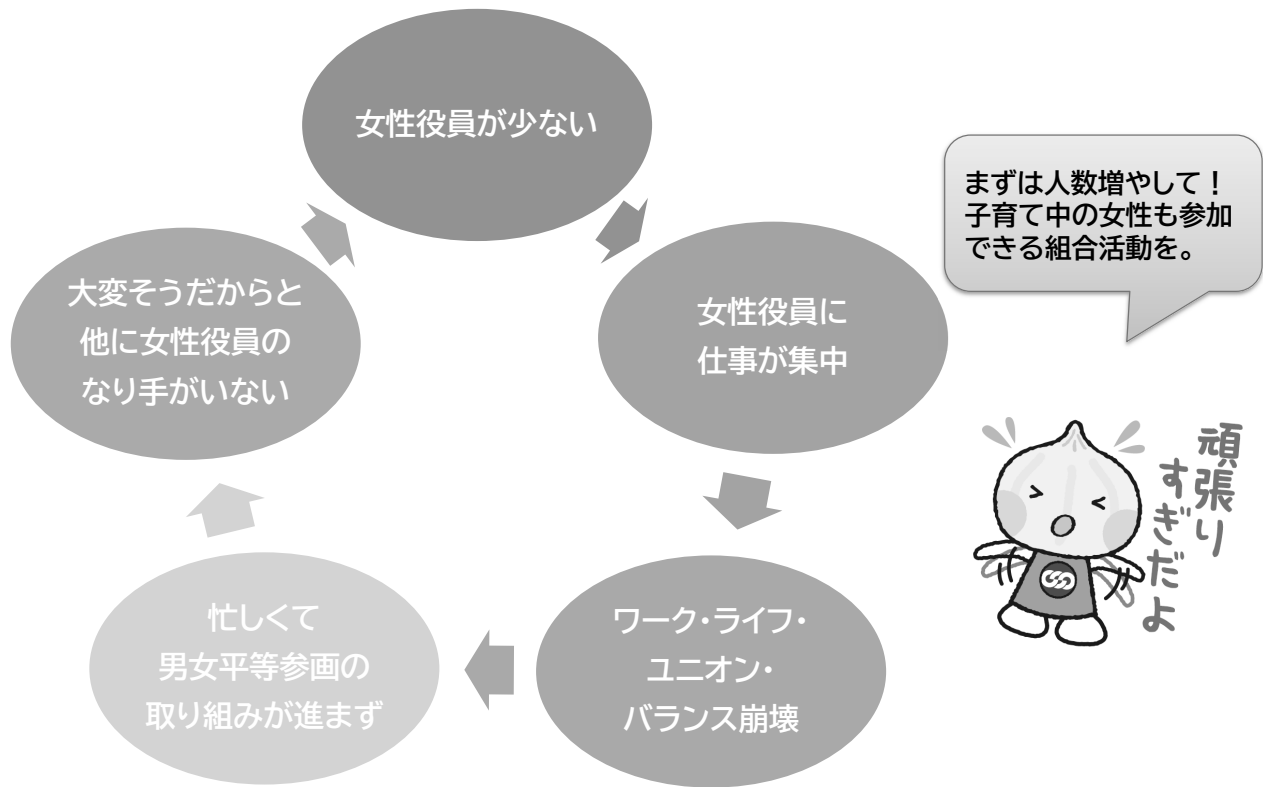 女性役員が少ない
女性役員に
仕事が集中
ワーク・ライフ・
ユニオン・
バランス崩壊
忙しくて
男女平等参画の
取り組みが進まず
大変そうだからと
他に女性役員の
なり手がいない
まずは人数増やして！
子育て中の女性も参加
できる組合活動を。
頑張り
すぎだよ